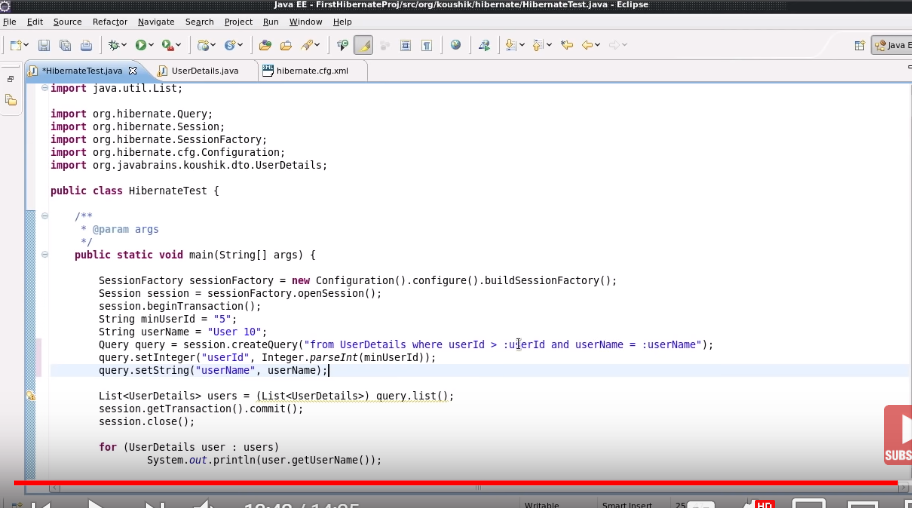 Java EE - FirstHibernateProj/src/org/koushik/hibernate/HibernateTest.java - Eclipse
File Edit Source Refactor Navigate Search Project Run Window Help
Java E
*HibernateTest.java UserDetails.java hibernate.cfg.xml
import java.util.List;
import org.hibernate.Query;
import org.hibernate.Session;
import org.hibernate.SessionFactory;
import org.hibernate.cfg.Configuration;
import org.javabrains.koushik.dto.UserDetails;
public class HibernateTest {
/**
* @param args
*/
public static void main(String[] args) {
SessionFactory sessionFactory = new Configuration().configure().buildSessionFactory();
Session session = sessionFactory.openSession();
session.beginTransaction();
String minUserId = "5";
String userName = "User 10";
Query query = session.createQuery("from UserDetails where userId > :userId and userName = :userName");
query.setInteger("userId", Integer.parseInt(minUserId));
query.setString("userName", userName);
List<UserDetails> users = (List<UserDetails>) query.list();
session.getTransaction().commit();
session.close();
for (UserDetails user : users)
System.out.println(user.getUserName());
SUBS
Writable Smart Insert 25
HD